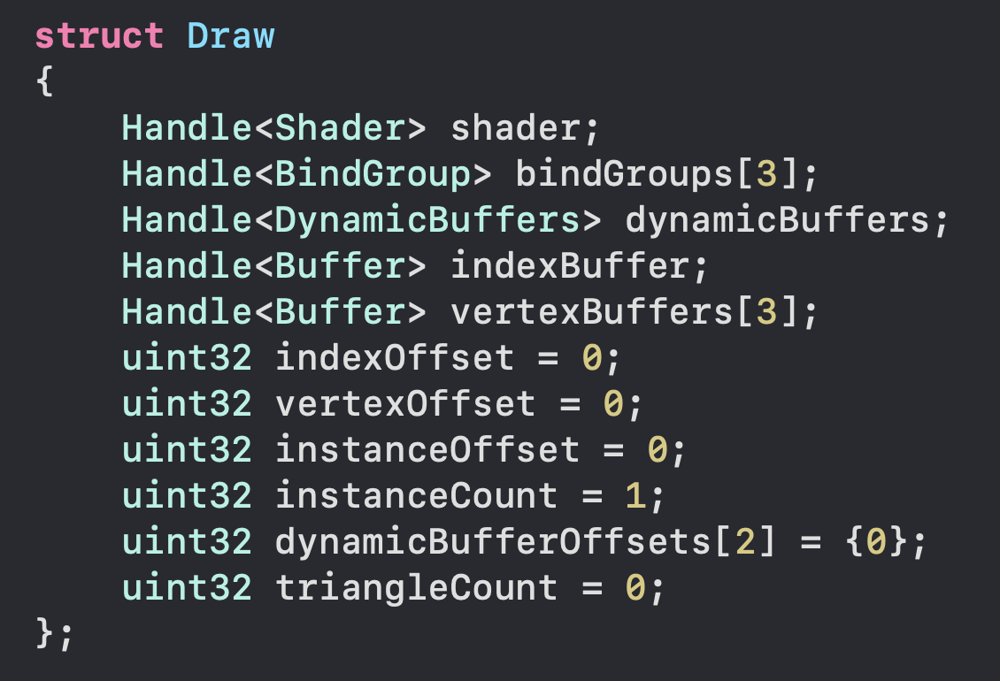 struct Draw
{
    Handle<Shader> shader;
    Handle<BindGroup> bindGroups[3];
    Handle<DynamicBuffers> dynamicBuffers;
    Handle<Buffer> indexBuffer;
    Handle<Buffer> vertexBuffers[3];
    uint32 indexOffset = 0;
    uint32 vertexOffset = 0;
    uint32 instanceOffset = 0;
    uint32 instanceCount = 1;
    uint32 dynamicBufferOffsets[2] = {0};
    uint32 triangleCount = 0;
};